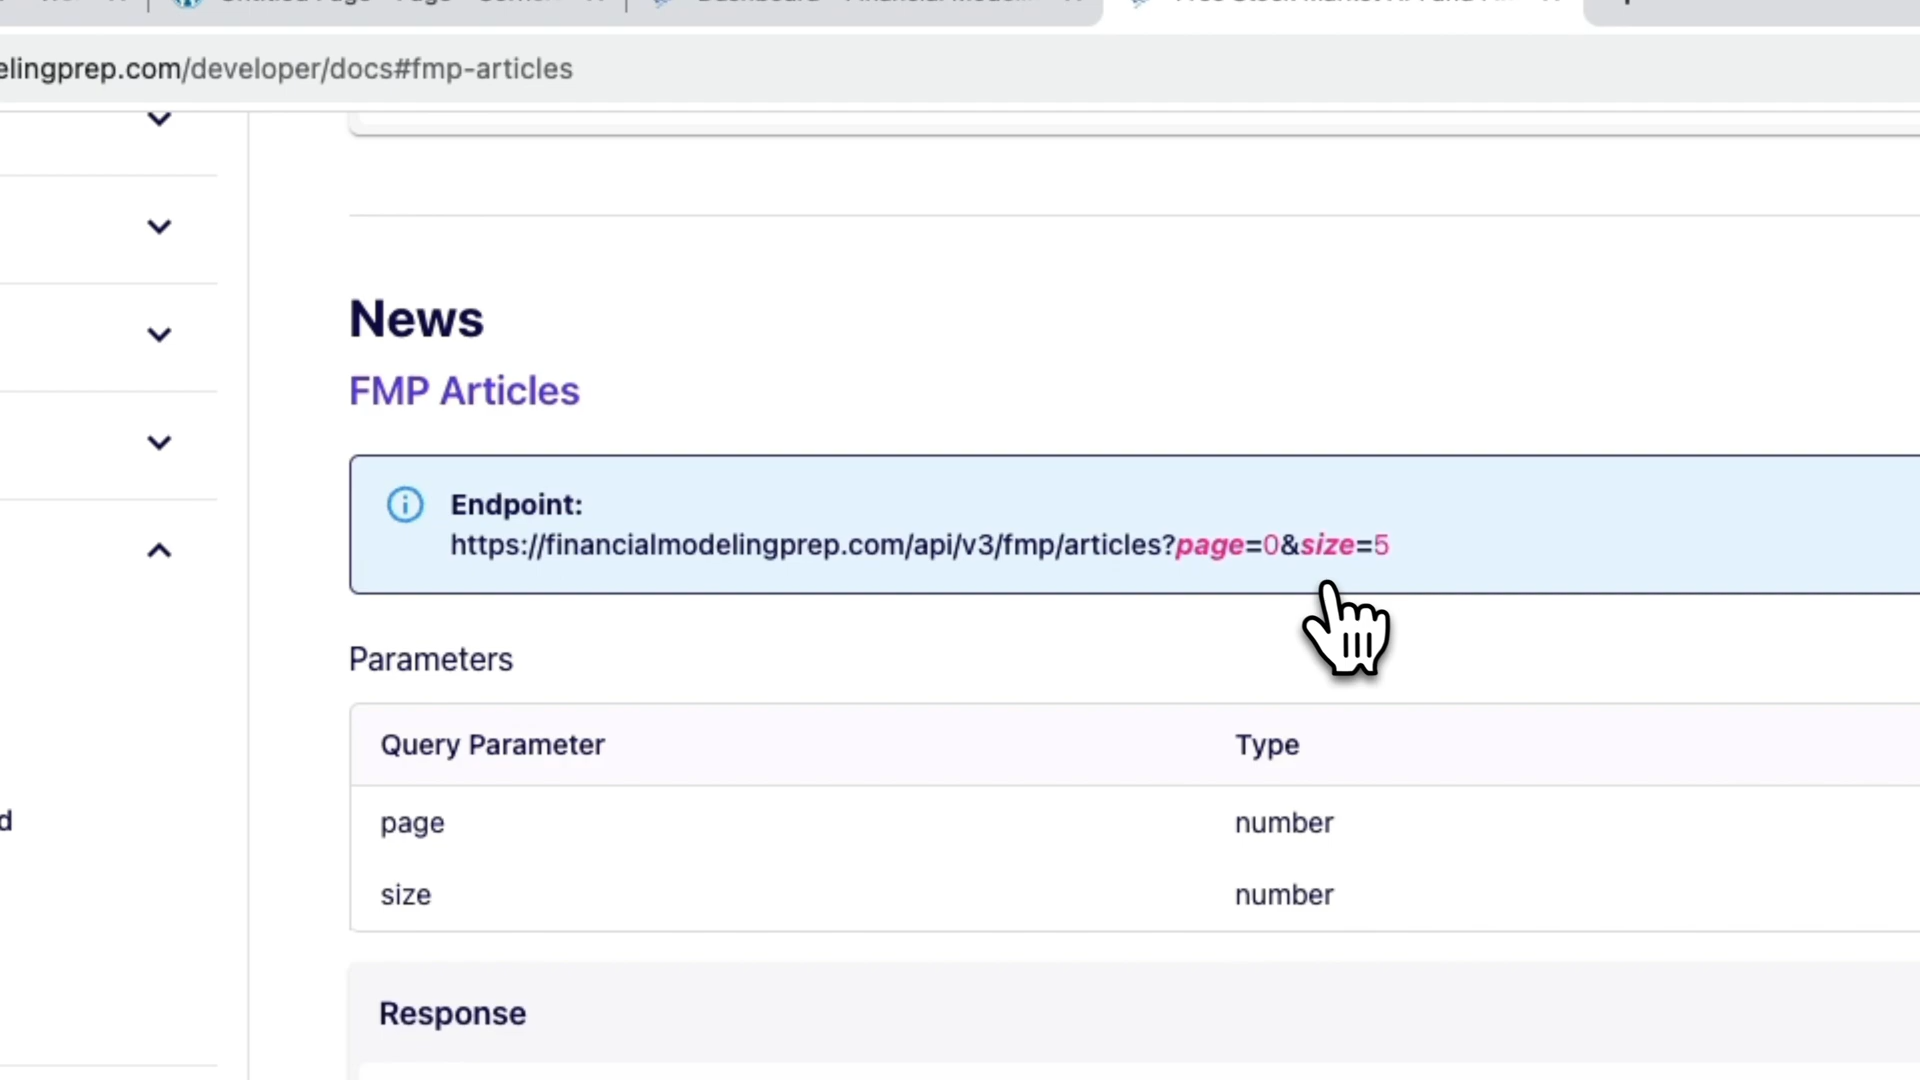 elingprep.com/developer/docs#fmp-articles
News
FMP Articles
Endpoint:
https://financialmodelingprep.com/api/v3/fmp/articles?page=0&size=5
Parameters
Query Parameter Type
page number
size number
d
Response